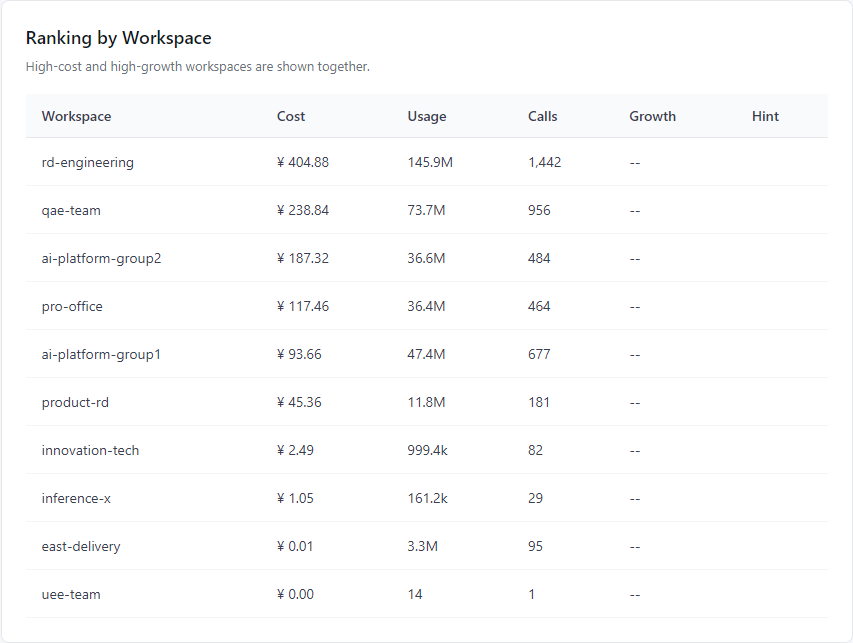 Ranking by Workspace
High-cost and high-growth workspaces are shown together.
Workspace Cost Usage Calls Growth Hint
rd-engineering ¥ 404.88 145.9M 1,442 --
qae-team ¥ 238.84 73.7M 956 --
ai-platform-group2 ¥ 187.32 36.6M 484 --
pro-office ¥ 117.46 36.4M 464 --
ai-platform-group1 ¥ 93.66 47.4M 677 --
product-rd ¥ 45.36 11.8M 181 --
innovation-tech ¥ 2.49 999.4k 82 --
inference-x ¥ 1.05 161.2k 29 --
east-delivery ¥ 0.01 3.3M 95 --
uee-team ¥ 0.00 14 1 --